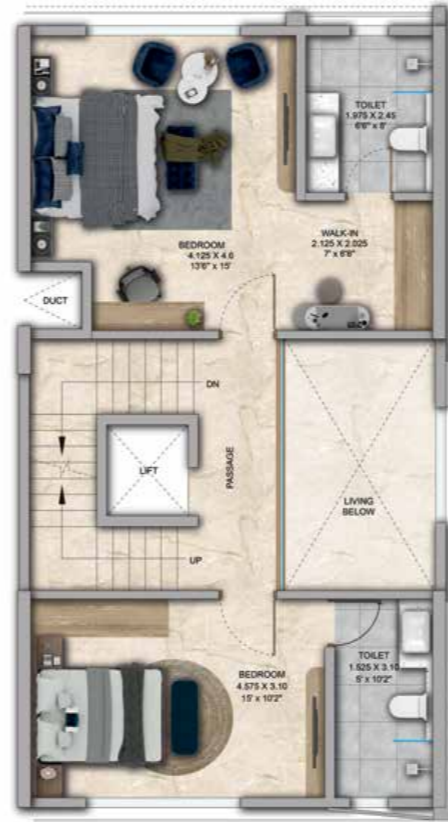 TOILET
1.975 X 2.45
6'6" x 8'
BEDROOM
4.125 X 4.6
13'6" x 15'
WALK-IN
2.125 X 2.025
7' x 6'8"
DUCT
DN
LIFT
PASSAGE
LIVING
BELOW
UP
TOILET
1.525 X 3.10
5' x 10'2"
BEDROOM
4.575 X 3.10
15' x 10'2"